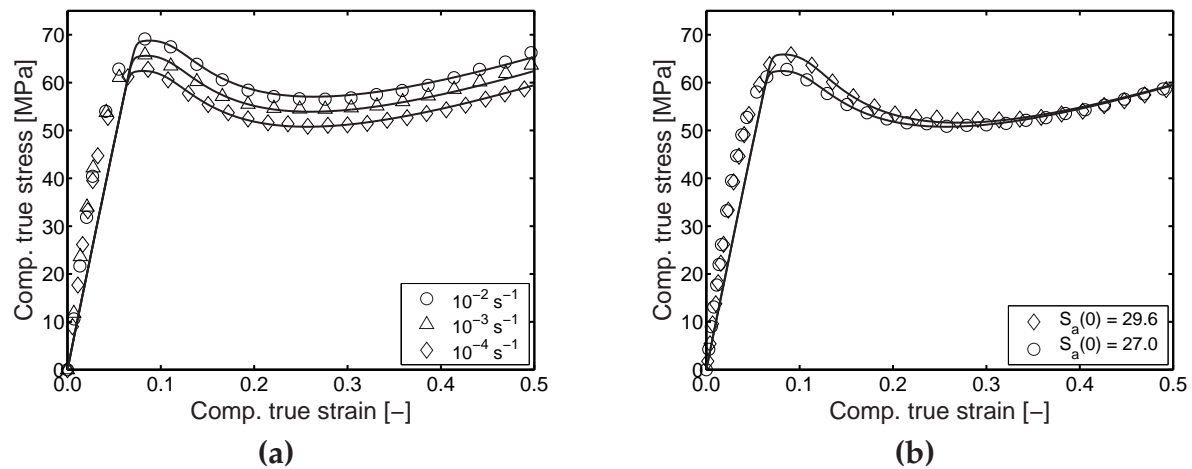 70
60
50
40
30
20
10
0
0.0 0.1 0.2 0.3 0.4 0.5
Comp. true stress [MPa]
Comp. true strain [−]
10⁻² s⁻¹
10⁻³ s⁻¹
10⁻⁴ s⁻¹
(a)
70
60
50
40
30
20
10
0
0.0 0.1 0.2 0.3 0.4 0.5
Comp. true stress [MPa]
Comp. true strain [−]
Sₐ(0) = 29.6
Sₐ(0) = 27.0
(b)